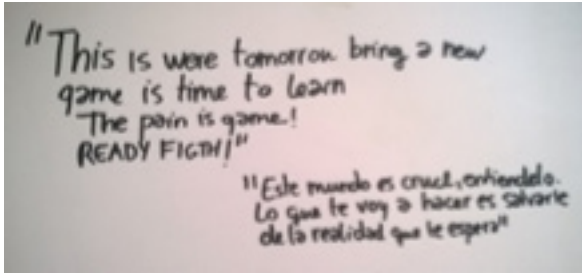 "This is were tomorrow bring a new
game is time to learn
The pain is game!
READY FIGTH!"
"Este mundo es cruel, entiendelo.
Lo que te voy a hacer es salvarte
de la realidad que te espera"